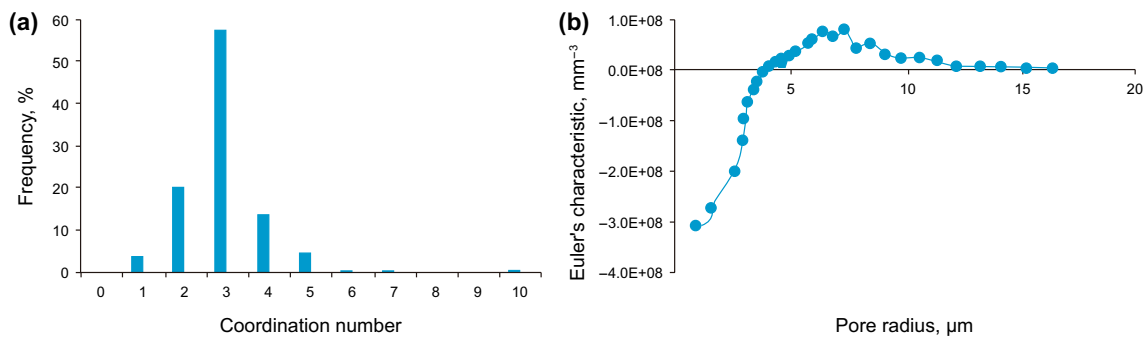 (a)
Frequency, %
60
50
40
30
20
10
0
0 1 2 3 4 5 6 7 8 9 10
Coordination number
(b)
Euler's characteristic, mm⁻³
1.0E+08
0.0E+08
−1.0E+08
−2.0E+08
−3.0E+08
−4.0E+08
5 10 15 20
Pore radius, µm